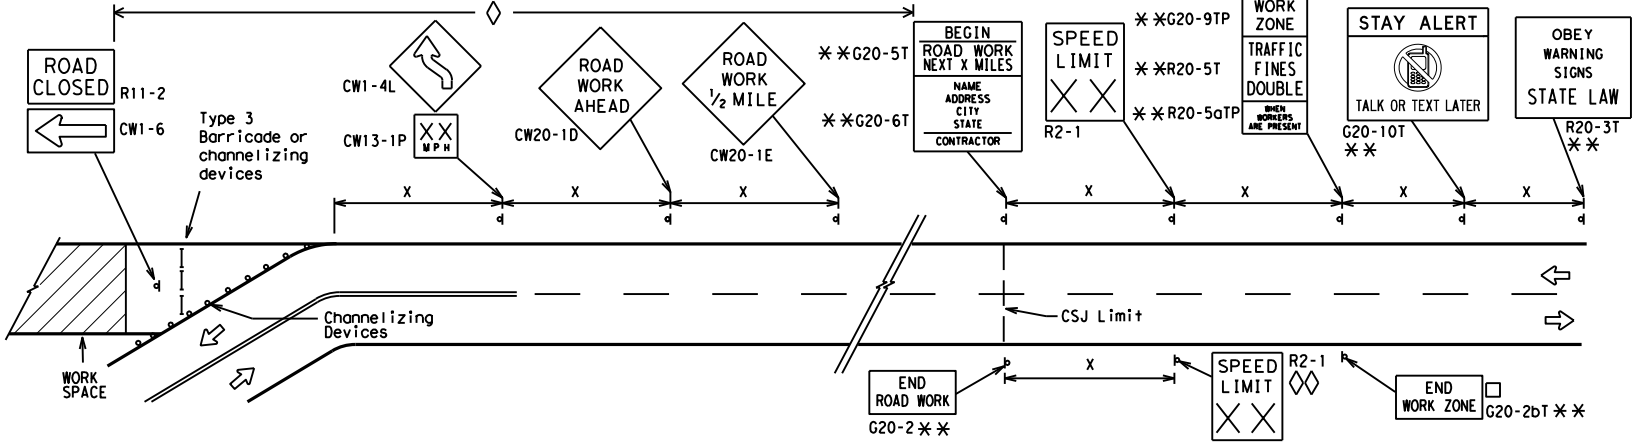 ROAD
CLOSED
R11-2
CW1-6
Type 3
Barricade or
channelizing
devices
CW1-4L
XX
MPH
CW13-1P
ROAD
WORK
AHEAD
CW20-1D
ROAD
WORK
1/2 MILE
CW20-1E
**G20-5T
**G20-6T
BEGIN
ROAD WORK
NEXT X MILES
NAME
ADDRESS
CITY
STATE
CONTRACTOR
SPEED
LIMIT
XX
R2-1
**G20-9TP
**R20-5T
**R20-5aTP
WORK
ZONE
TRAFFIC
FINES
DOUBLE
WHEN
WORKERS
ARE PRESENT
STAY ALERT
TALK OR TEXT LATER
G20-10T
**
OBEY
WARNING
SIGNS
STATE LAW
R20-3T
**
X
X
X
X
X
X
X
Channelizing
Devices
CSJ Limit
WORK
SPACE
END
ROAD WORK
G20-2**
X
SPEED
LIMIT
XX
R2-1
END
WORK ZONE
G20-2bT**